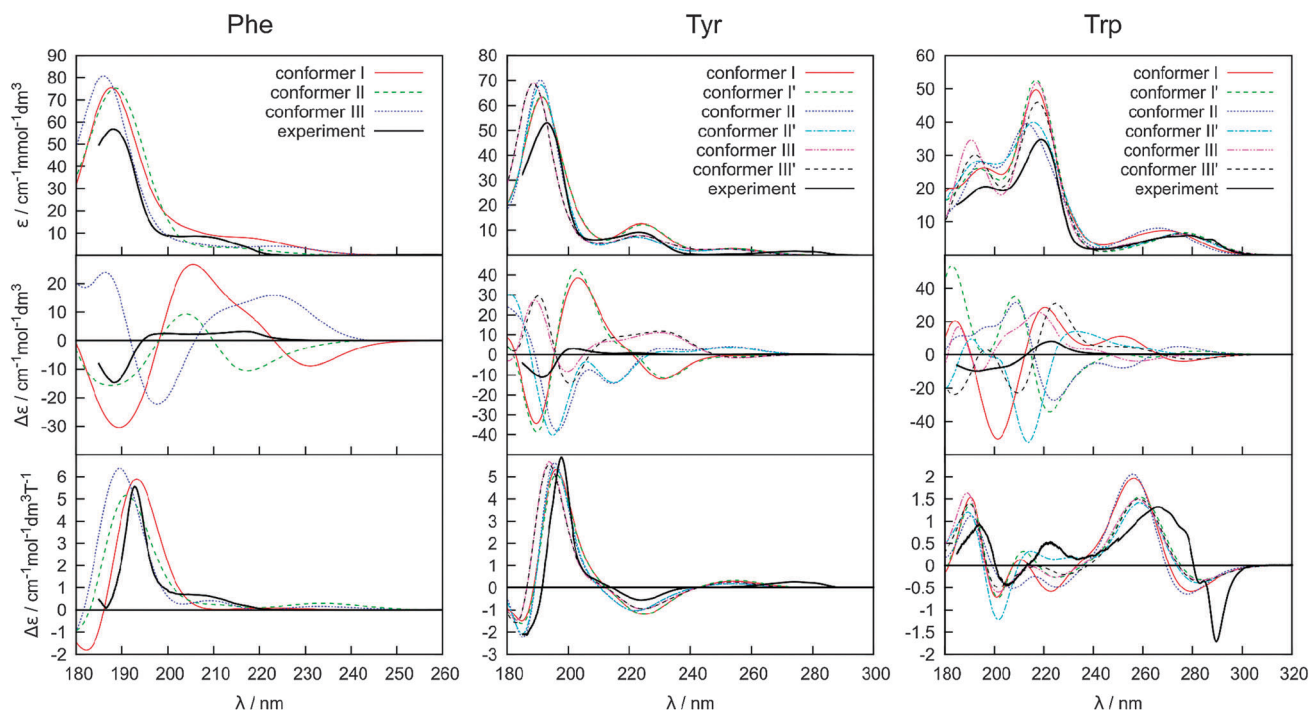 Phe Tyr Trp
ε / cm⁻¹mmol⁻¹dm³
90
80
70
60
50
40
30
20
10
conformer I
conformer II
conformer III
experiment
80
70
60
50
40
30
20
10
conformer I
conformer I'
conformer II
conformer II'
conformer III
conformer III'
experiment
60
50
40
30
20
10
conformer I
conformer I'
conformer II
conformer II'
conformer III
conformer III'
experiment
Δε / cm⁻¹mol⁻¹dm³
20
10
0
-10
-20
-30
40
30
20
10
0
-10
-20
-30
-40
60
40
20
0
-20
-40
Δε / cm⁻¹mol⁻¹dm³T⁻¹
6
5
4
3
2
1
0
-1
-2
5
4
3
2
1
0
-1
-2
-3
2
1.5
1
0.5
0
-0.5
-1
-1.5
-2
180 190 200 210 220 230 240 250 260
180 200 220 240 260 280 300
180 200 220 240 260 280 300 320
λ / nm λ / nm λ / nm